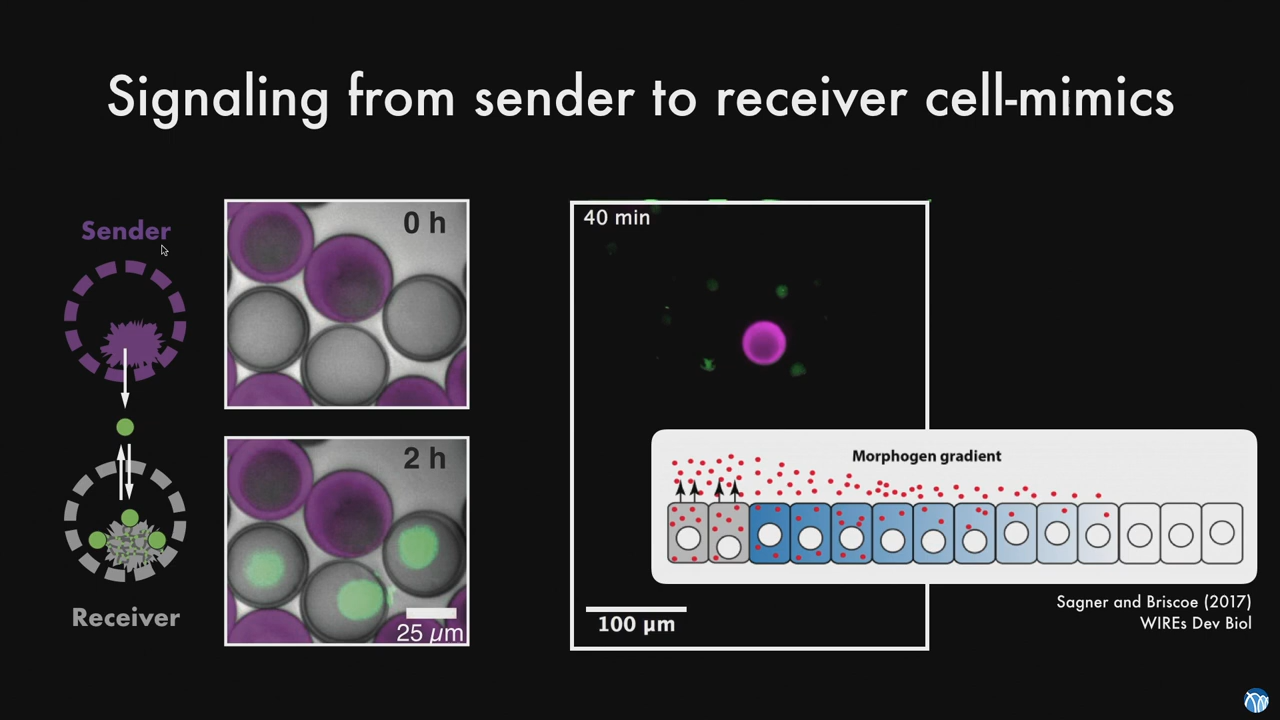 Signaling from sender to receiver cell-mimics
Sender
Receiver
0 h
2 h
25 µm
40 min
100 µm
Morphogen gradient
Sagner and Briscoe (2017)
WIREs Dev Biol